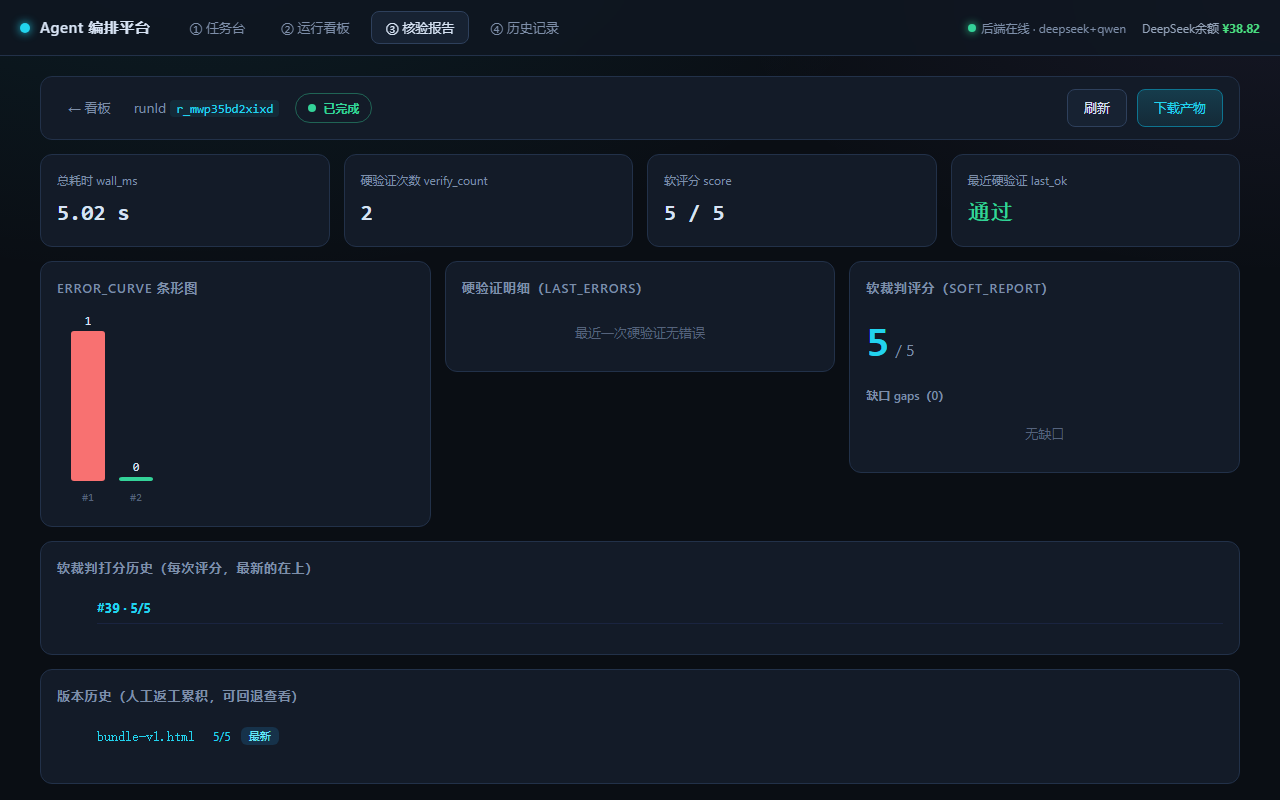 Agent 编排平台
① 任务台
② 运行看板
③ 核验报告
④ 历史记录
后端在线 · deepseek+qwen
DeepSeek余额 ¥38.82
← 看板
runId r_mwp35bd2xixd
已完成
刷新
下载产物
总耗时 wall_ms
5.02 s
硬验证次数 verify_count
2
软评分 score
5 / 5
最近硬验证 last_ok
通过
ERROR_CURVE 条形图
1
0
#1
#2
硬验证明细（LAST_ERRORS）
最近一次硬验证无错误
软裁判评分（SOFT_REPORT）
5 / 5
缺口 gaps（0）
无缺口
软裁判打分历史（每次评分，最新的在上）
#39 · 5/5
版本历史（人工返工累积，可回退查看）
bundle-v1.html 5/5 最新